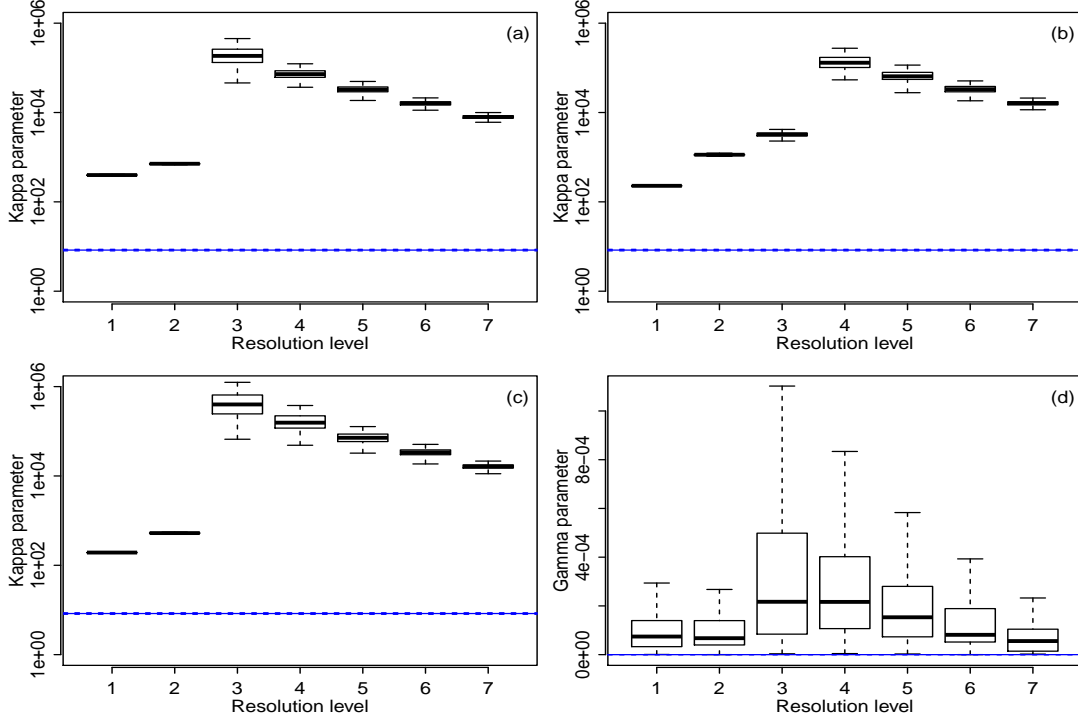 (a)
Kappa parameter
1e+00 1e+02 1e+04 1e+06
1 2 3 4 5 6 7
Resolution level
(b)
Kappa parameter
1e+00 1e+02 1e+04 1e+06
1 2 3 4 5 6 7
Resolution level
(c)
Kappa parameter
1e+00 1e+02 1e+04 1e+06
1 2 3 4 5 6 7
Resolution level
(d)
Gamma parameter
0e+00 4e−04 8e−04
1 2 3 4 5 6 7
Resolution level